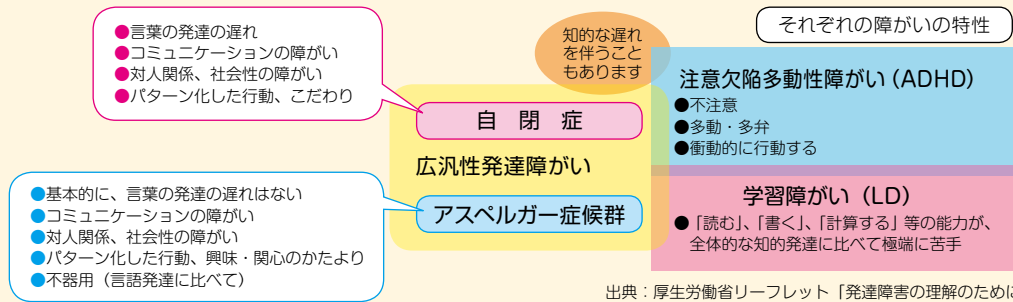 それぞれの障がいの特性
●言葉の発達の遅れ
●コミュニケーションの障がい
●対人関係、社会性の障がい
●パターン化した行動、こだわり
知的な遅れ
を伴うこと
もあります
自 閉 症
広汎性発達障がい
アスペルガー症候群
●基本的に、言葉の発達の遅れはない
●コミュニケーションの障がい
●対人関係、社会性の障がい
●パターン化した行動、興味・関心のかたより
●不器用（言語発達に比べて）
注意欠陥多動性障がい（ADHD）
●不注意
●多動・多弁
●衝動的に行動する
学習障がい（LD）
●「読む」、「書く」、「計算する」等の能力が、
全体的な知的発達に比べて極端に苦手
出典：厚生労働省リーフレット「発達障害の理解のために